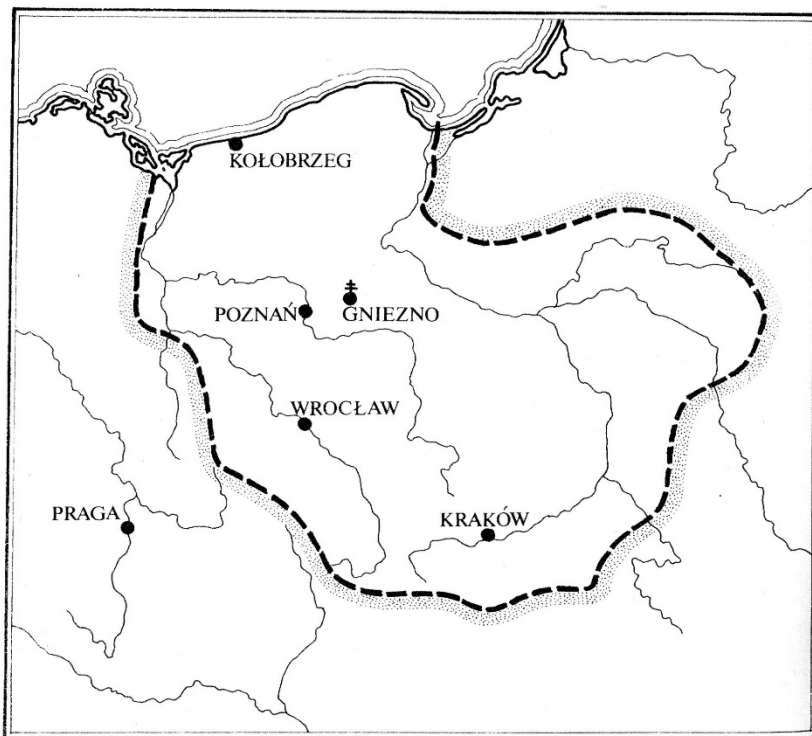 KOŁOBRZEG
POZNAŃ
GNIEZNO
WROCŁAW
PRAGA
KRAKÓW